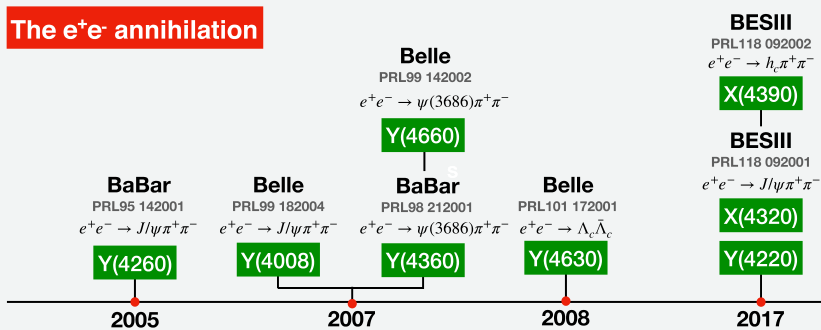 The e⁺e⁻ annihilation
BaBar
PRL95 142001
e⁺e⁻ → J/ψπ⁺π⁻
Y(4260)
2005
Belle
PRL99 182004
e⁺e⁻ → J/ψπ⁺π⁻
Y(4008)
Belle
PRL99 142002
e⁺e⁻ → ψ(3686)π⁺π⁻
Y(4660)
s
BaBar
PRL98 212001
e⁺e⁻ → ψ(3686)π⁺π⁻
Y(4360)
2007
Belle
PRL101 172001
e⁺e⁻ → Λ_cΛ̄_c
Y(4630)
2008
BESIII
PRL118 092002
e⁺e⁻ → h_cπ⁺π⁻
X(4390)
BESIII
PRL118 092001
e⁺e⁻ → J/ψπ⁺π⁻
X(4320)
Y(4220)
2017